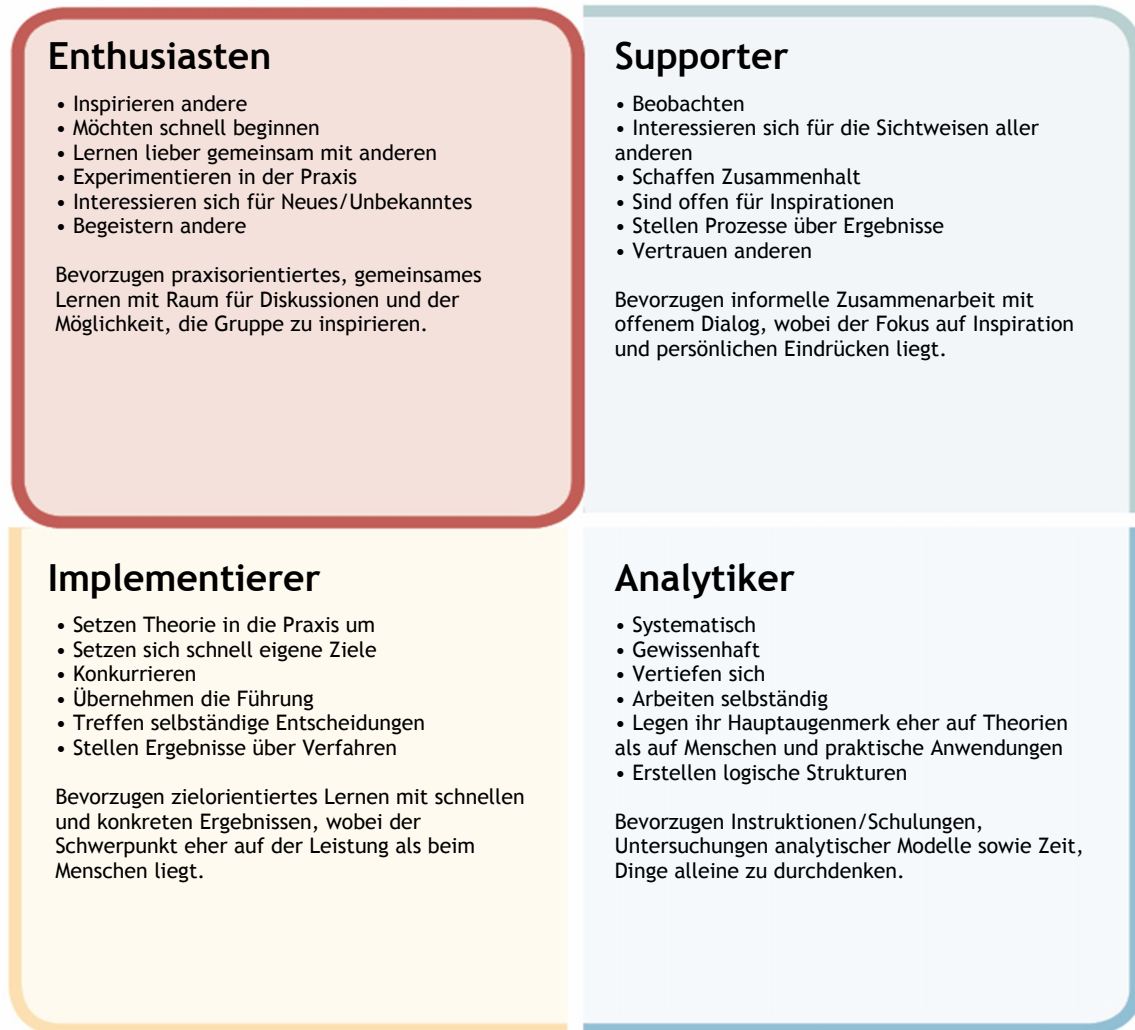 Enthusiasten
• Inspirieren andere
• Möchten schnell beginnen
• Lernen lieber gemeinsam mit anderen
• Experimentieren in der Praxis
• Interessieren sich für Neues/Unbekanntes
• Begeistern andere
Bevorzugen praxisorientiertes, gemeinsames
Lernen mit Raum für Diskussionen und der
Möglichkeit, die Gruppe zu inspirieren.
Supporter
• Beobachten
• Interessieren sich für die Sichtweisen aller
anderen
• Schaffen Zusammenhalt
• Sind offen für Inspirationen
• Stellen Prozesse über Ergebnisse
• Vertrauen anderen
Bevorzugen informelle Zusammenarbeit mit
offenem Dialog, wobei der Fokus auf Inspiration
und persönlichen Eindrücken liegt.
Implementierer
• Setzen Theorie in die Praxis um
• Setzen sich schnell eigene Ziele
• Konkurrieren
• Übernehmen die Führung
• Treffen selbständige Entscheidungen
• Stellen Ergebnisse über Verfahren
Bevorzugen zielorientiertes Lernen mit schnellen
und konkreten Ergebnissen, wobei der
Schwerpunkt eher auf der Leistung als beim
Menschen liegt.
Analytiker
• Systematisch
• Gewissenhaft
• Vertiefen sich
• Arbeiten selbständig
• Legen ihr Hauptaugenmerk eher auf Theorien
als auf Menschen und praktische Anwendungen
• Erstellen logische Strukturen
Bevorzugen Instruktionen/Schulungen,
Untersuchungen analytischer Modelle sowie Zeit,
Dinge alleine zu durchdenken.